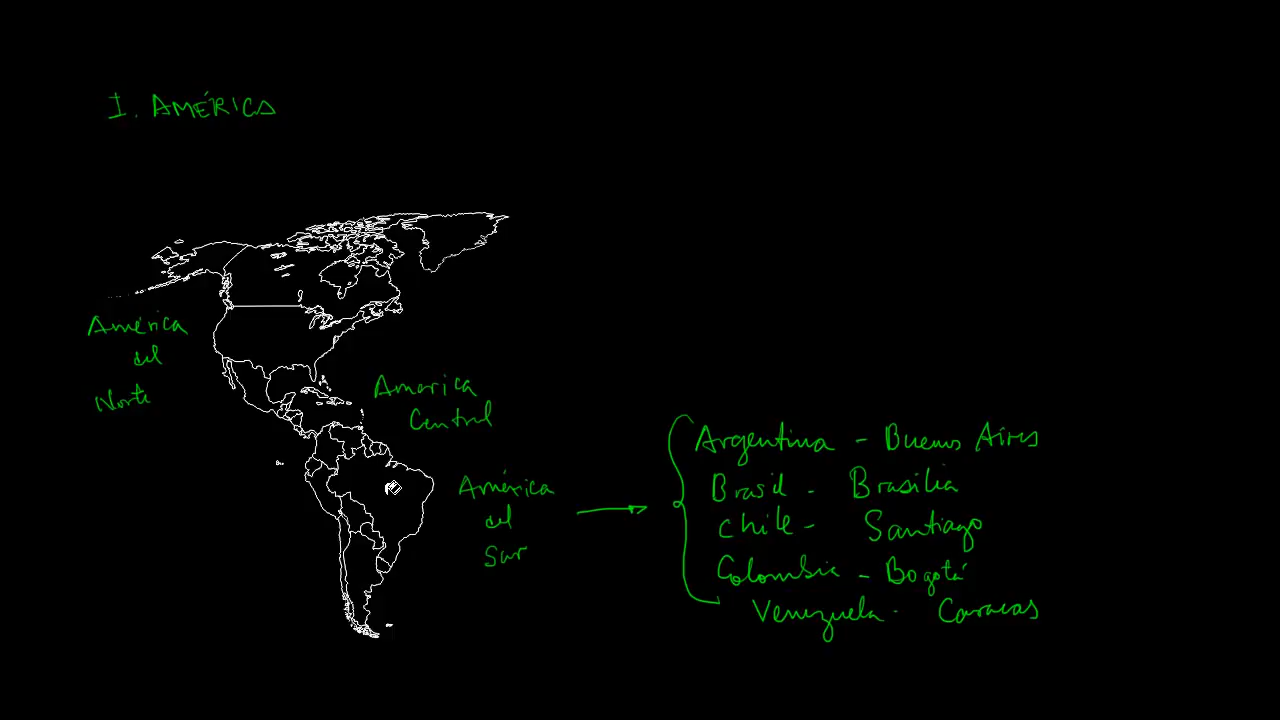 I. AMÉRICA
América
del
Norte
America
Central
América
del
Sur
Argentina - Buenos Aires
Brasil - Brasilia
Chile - Santiago
Colombia - Bogotá
Venezuela - Caracas